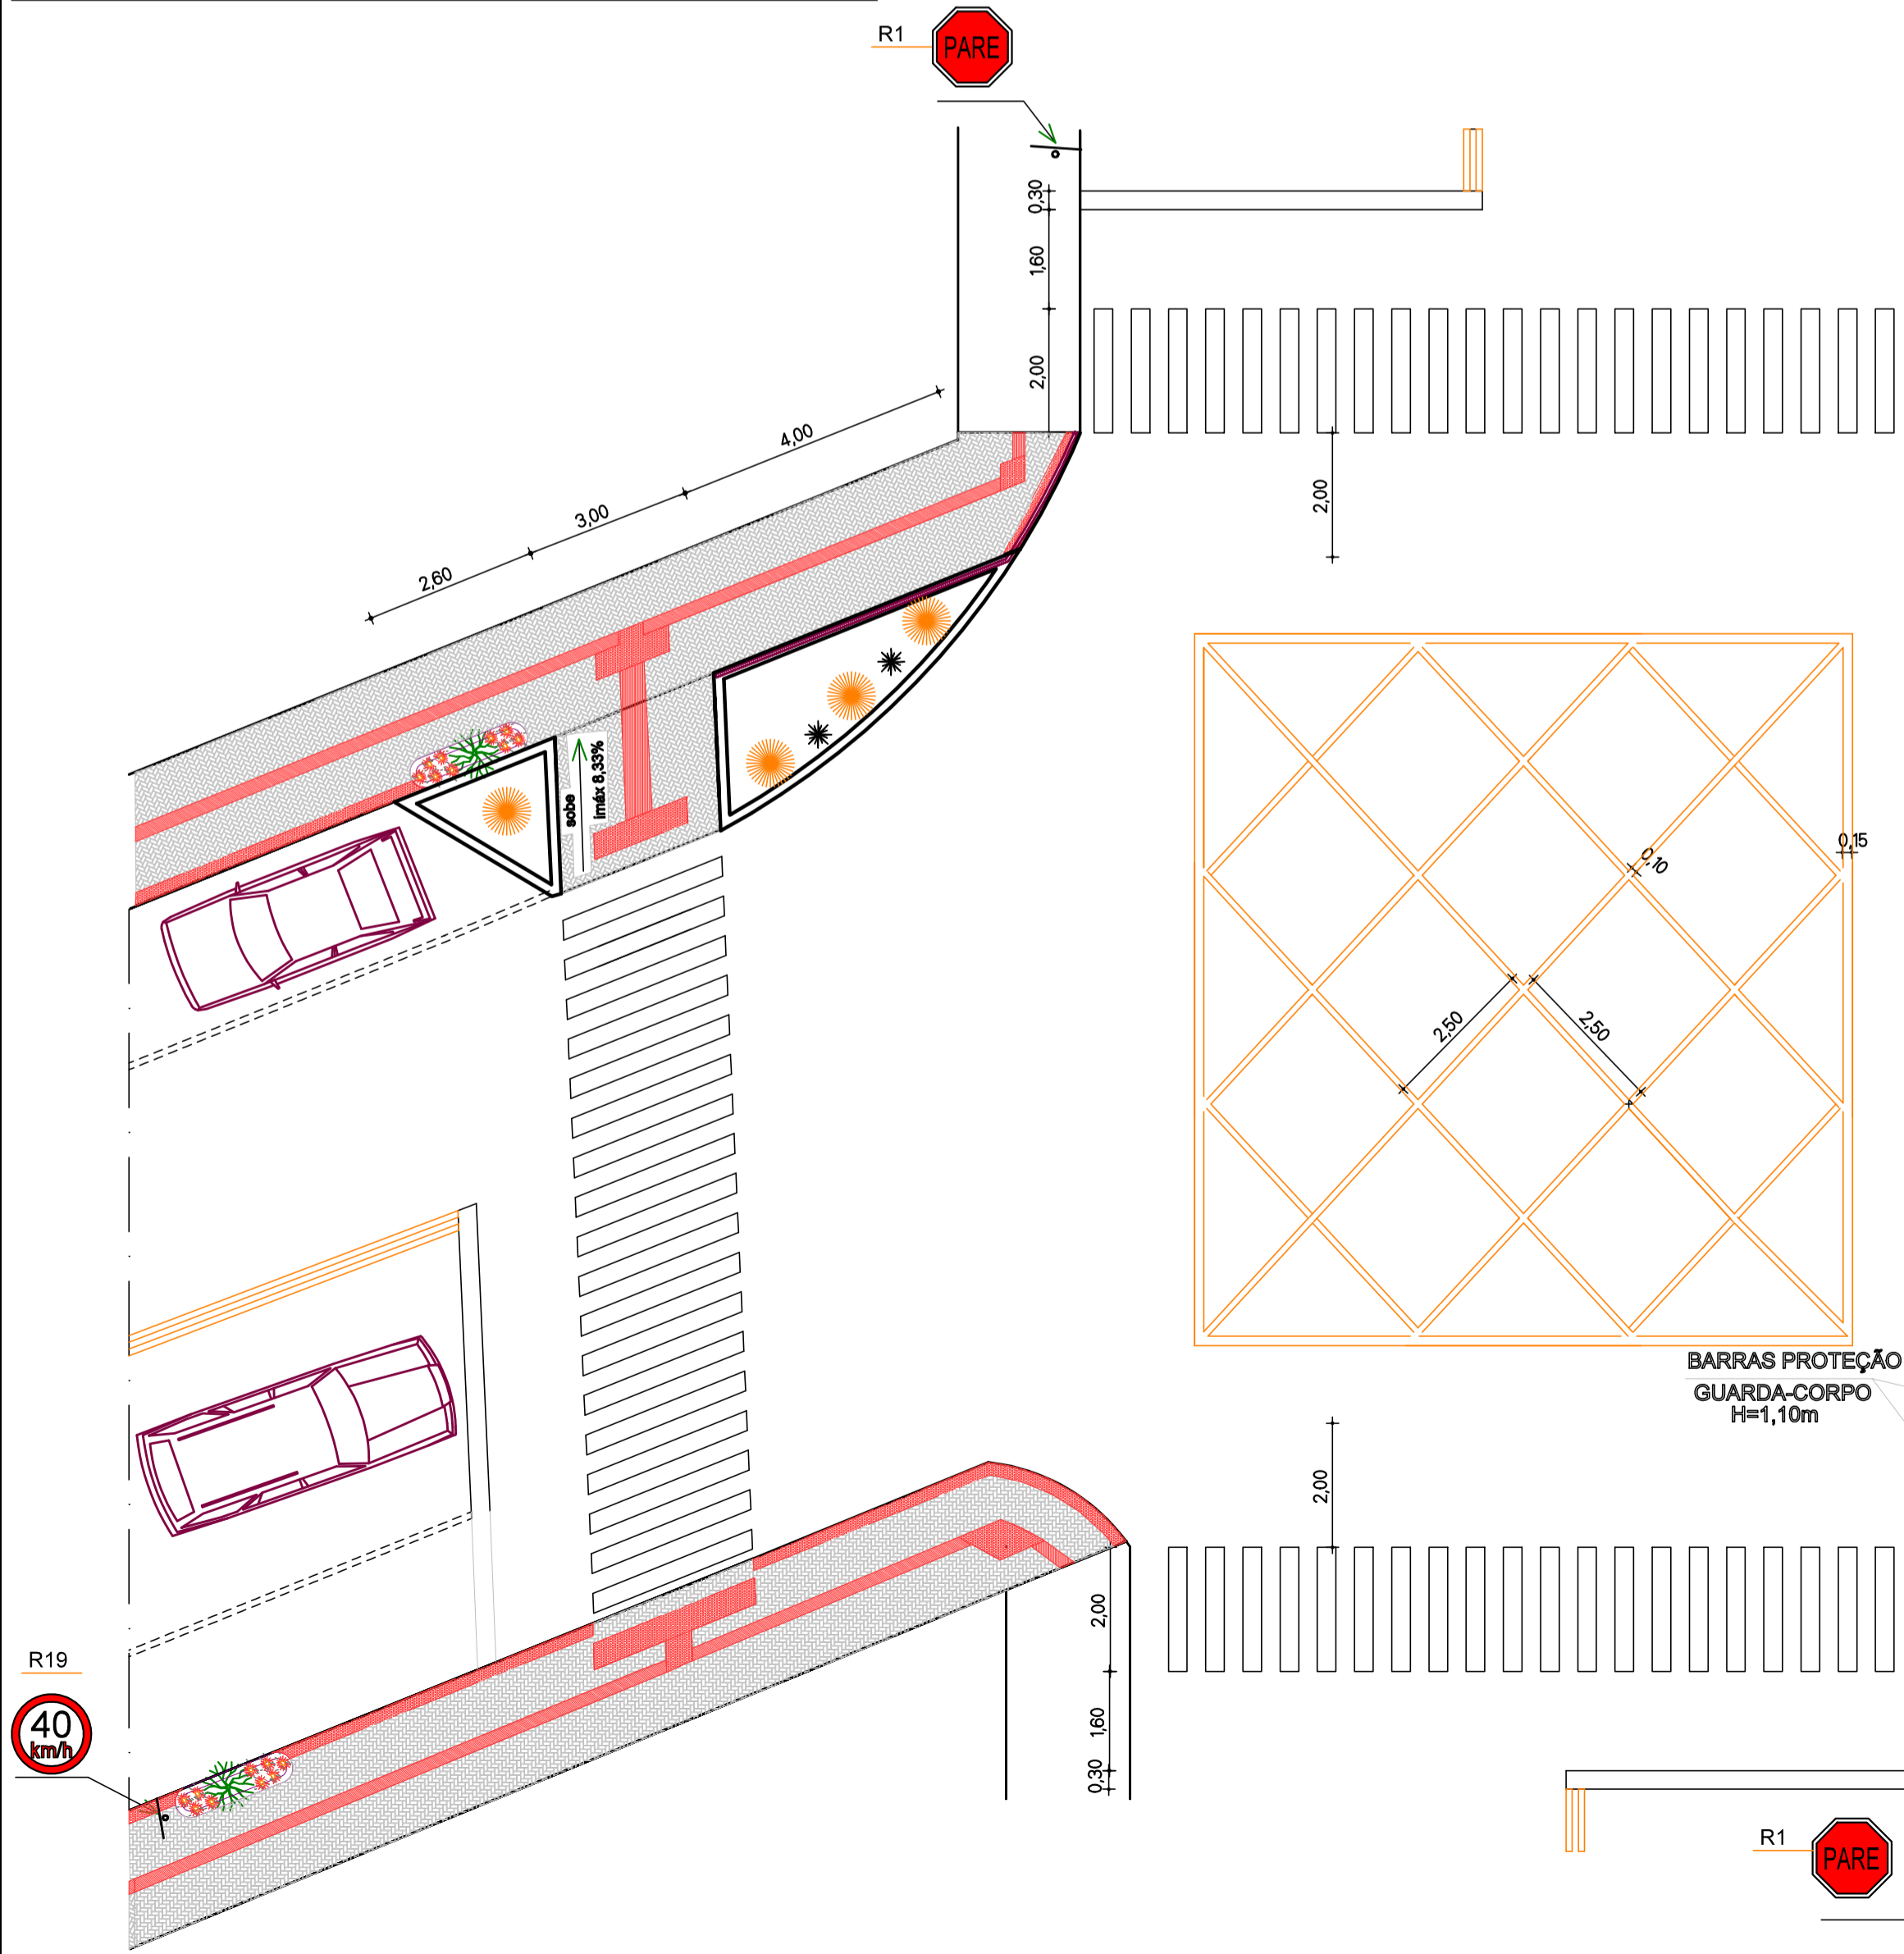 R1
PARE
0,30
1,60
2,00
4,00
3,00
2,60
2,00
sobe
imáx 8,33%
0,15
0,10
2,50
2,50
BARRAS PROTEÇÃO
GUARDA-CORPO
H=1,10m
2,00
2,00
1,60
0,30
R19
40
km/h
R1
PARE